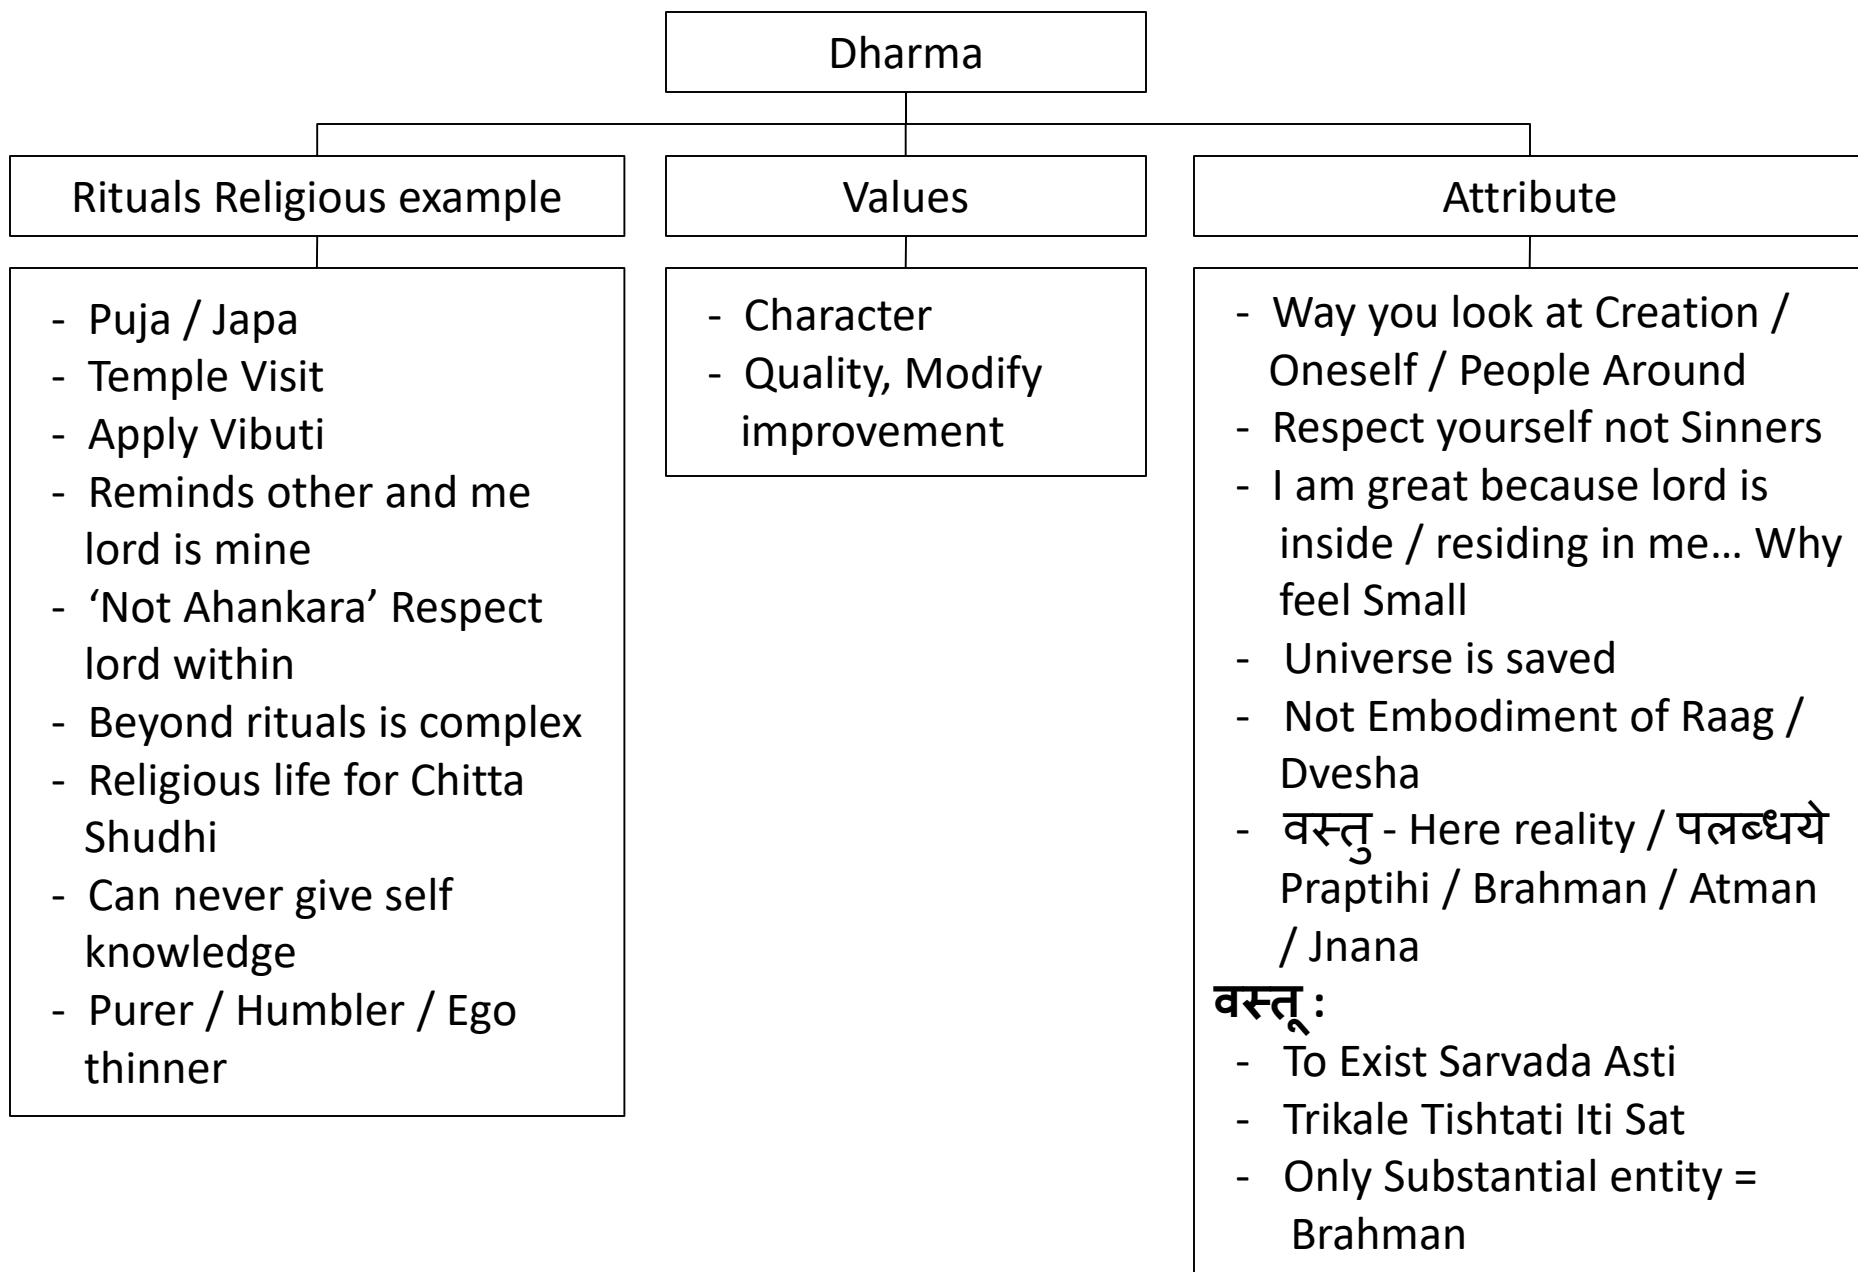 Dharma
Rituals Religious example
- Puja / Japa
- Temple Visit
- Apply Vibuti
- Reminds other and me
lord is mine
- ‘Not Ahankara’ Respect
lord within
- Beyond rituals is complex
- Religious life for Chitta
Shudhi
- Can never give self
knowledge
- Purer / Humbler / Ego
thinner
Values
- Character
- Quality, Modify
improvement
Attribute
- Way you look at Creation /
Oneself / People Around
- Respect yourself not Sinners
- I am great because lord is
inside / residing in me… Why
feel Small
- Universe is saved
- Not Embodiment of Raag /
Dvesha
- वस्तु - Here reality / पलब्धये
Praptihi / Brahman / Atman
/ Jnana
वस्तू :
- To Exist Sarvada Asti
- Trikale Tishtati Iti Sat
- Only Substantial entity =
Brahman